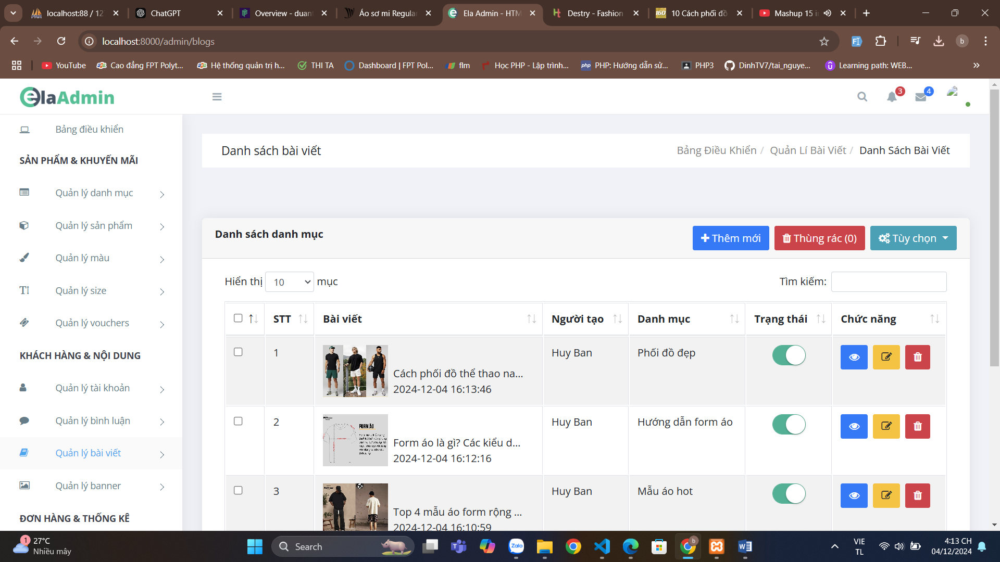 localhost:88 / 12
ChatGPT
Overview - duan
Áo sơ mi Regular
Ela Admin - HTM
Destry - Fashion
10 Cách phối đồ
Mashup 15 i
localhost:8000/admin/blogs
b
YouTube
Cao đẳng FPT Polyt...
Hệ thống quản trị h...
THI TA
Dashboard | FPT Pol...
flm
Học PHP - Lập trình...
PHP: Hướng dẫn sử...
PHP3
DinhTV7/tai_nguye...
Learning path: WEB...
elaAdmin
3
4
Bảng điều khiển
SẢN PHẨM & KHUYẾN MÃI
Quản lý danh mục
Quản lý sản phẩm
Quản lý màu
Quản lý size
Quản lý vouchers
KHÁCH HÀNG & NỘI DUNG
Quản lý tài khoản
Quản lý bình luận
Quản lý bài viết
Quản lý banner
ĐƠN HÀNG & THỐNG KÊ
Danh sách bài viết
Bảng Điều Khiển / Quản Lí Bài Viết / Danh Sách Bài Viết
Danh sách danh mục
Thêm mới
Thùng rác (0)
Tùy chọn
Hiển thị 10 mục
Tìm kiếm:
STT Bài viết Người tạo Danh mục Trạng thái Chức năng
1 Huy Ban Phối đồ đẹp
Cách phối đồ thể thao na...
2024-12-04 16:13:46
2 Huy Ban Hướng dẫn form áo
FORM ÁO
Form áo là gì? Các kiểu d...
2024-12-04 16:12:16
3 Huy Ban Mẫu áo hot
Top 4 mẫu áo form rộng ...
2024-12-04 16:10:59
1
27°C
Nhiều mây
Search
Zalo
VIE
TL
4:13 CH
04/12/2024